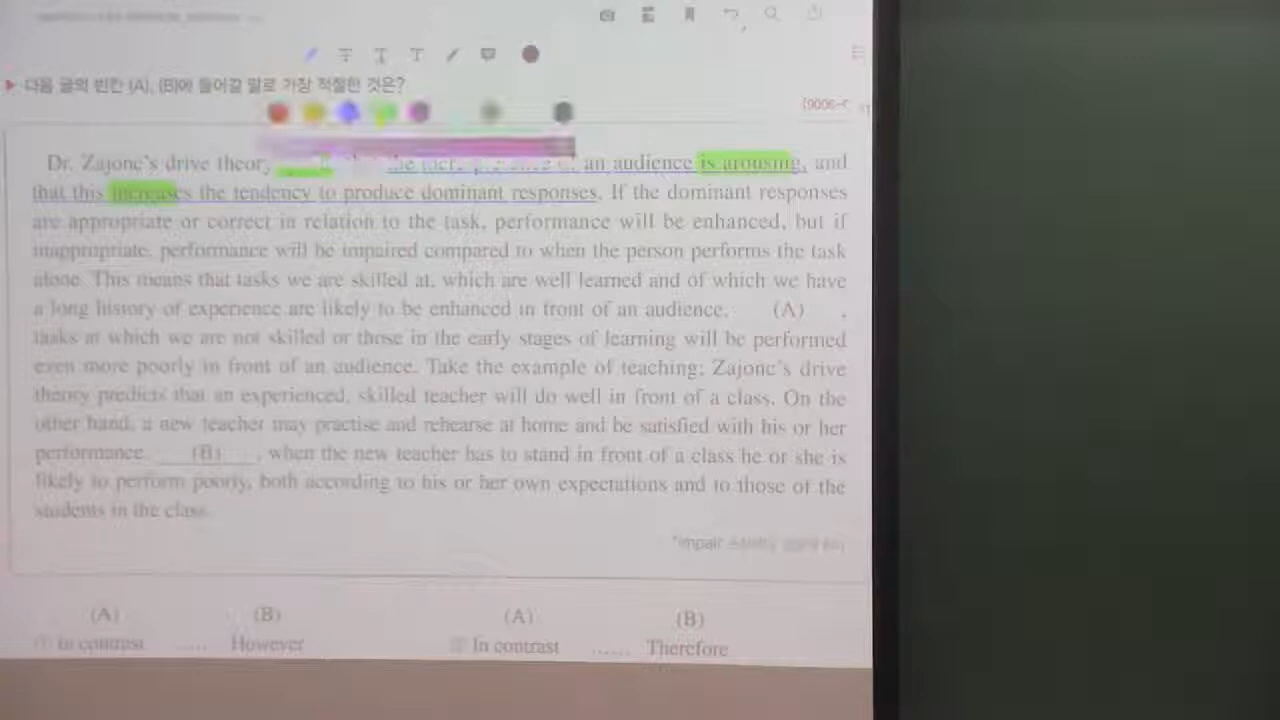 ▶ 다음 글의 빈칸 (A), (B)에 들어갈 말로 가장 적절한 것은?
Dr. Zajonc's drive theory an audience is arousing, and
that this increases the tendency to produce dominant responses. If the dominant responses
are appropriate or correct in relation to the task, performance will be enhanced, but if
inappropriate, performance will be impaired compared to when the person performs the task
alone. This means that tasks we are skilled at, which are well learned and of which we have
a long history of experience are likely to be enhanced in front of an audience. (A) ,
tasks at which we are not skilled or those in the early stages of learning will be performed
even more poorly in front of an audience. Take the example of teaching; Zajonc's drive
theory predicts that an experienced, skilled teacher will do well in front of a class. On the
other hand, a new teacher may practise and rehearse at home and be satisfied with his or her
performance. (B) , when the new teacher has to stand in front of a class he or she is
likely to perform poorly, both according to his or her own expectations and to those of the
students in the class.
*impair
(A) (B) (A) (B)
① In contrast ...... However In contrast ...... Therefore